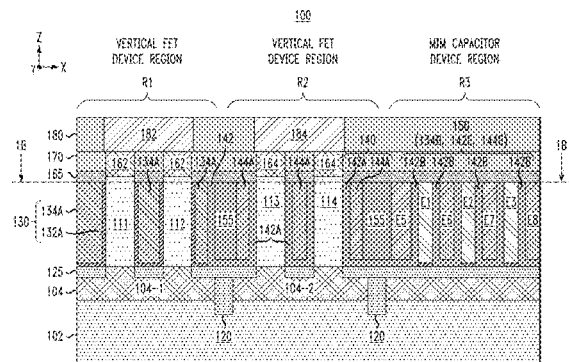 100
Z
Y X
VERTICAL FET DEVICE REGION
VERTICAL FET DEVICE REGION
MIM CAPACITOR DEVICE REGION
R1 R2 R3
180 182 142 184 140 150
(134B, 142B, 144B)
1B 1B
170 162 134A 162 134A 144A 164 144A 164 142A 144A 142B 142B 142B 142B
165
130 134A 132A 111 112 155 113 142A 114 155 E5 E1 E6 E2 E7 E3 E8
125
104 104-1 104-2
102 120 120